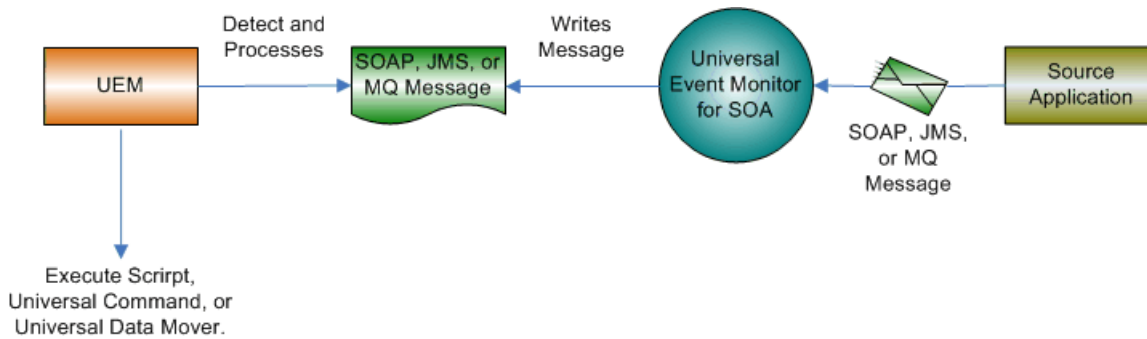 Detect and
Processes
Writes
Message
UEM
SOAP, JMS, or
MQ Message
Universal
Event Monitor
for SOA
Source
Application
SOAP, JMS,
or MQ
Message
Execute Scrirpt,
Universal Command, or
Universal Data Mover.